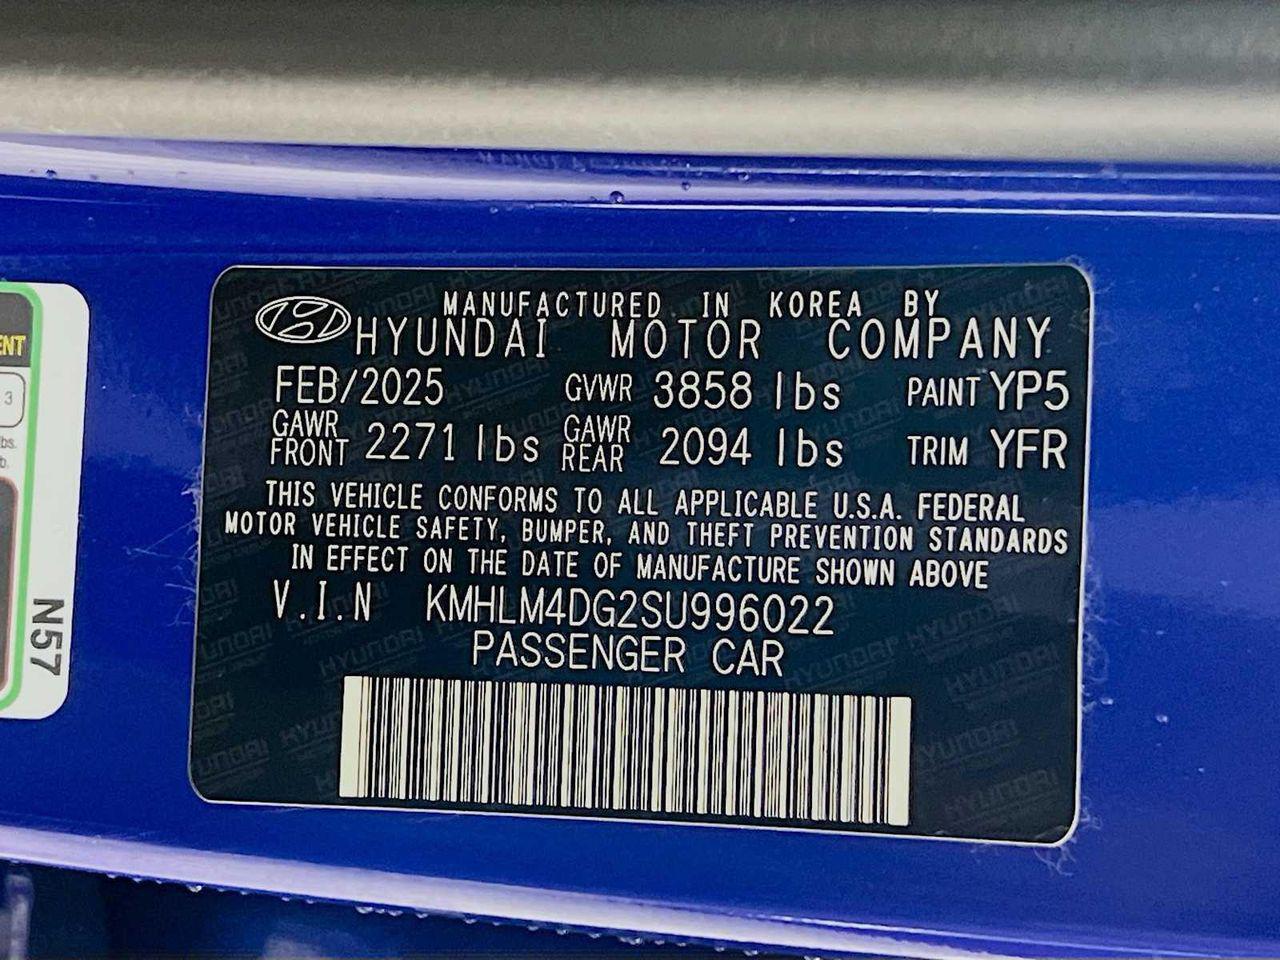 MANUFACTURED IN KOREA BY
HYUNDAI MOTOR COMPANY
FEB/2025 GVWR 3858 lbs PAINT YP5
GAWR FRONT 2271 lbs GAWR REAR 2094 lbs TRIM YFR
THIS VEHICLE CONFORMS TO ALL APPLICABLE U.S.A. FEDERAL
MOTOR VEHICLE SAFETY, BUMPER, AND THEFT PREVENTION STANDARDS
IN EFFECT ON THE DATE OF MANUFACTURE SHOWN ABOVE
V.I.N KMHLM4DG2SU996022
PASSENGER CAR
3
N57